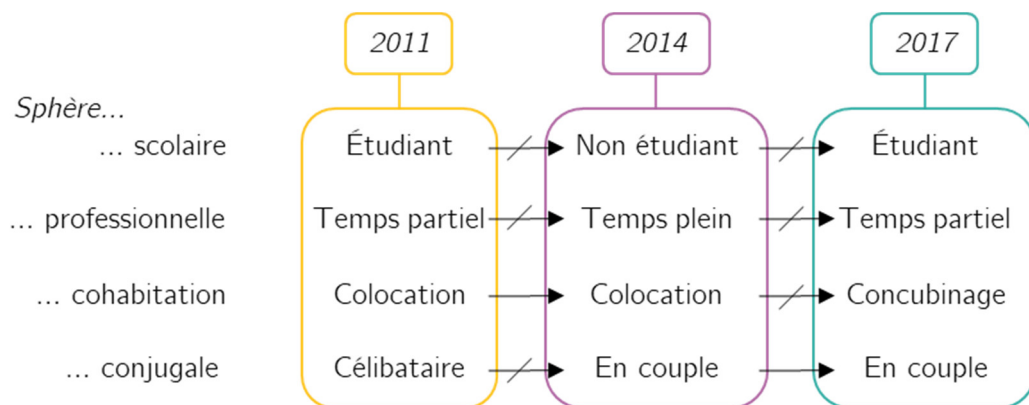 2011 2014 2017
Sphère...
... scolaire Étudiant Non étudiant Étudiant
... professionnelle Temps partiel Temps plein Temps partiel
... cohabitation Colocation Colocation Concubinage
... conjugale Célibataire En couple En couple